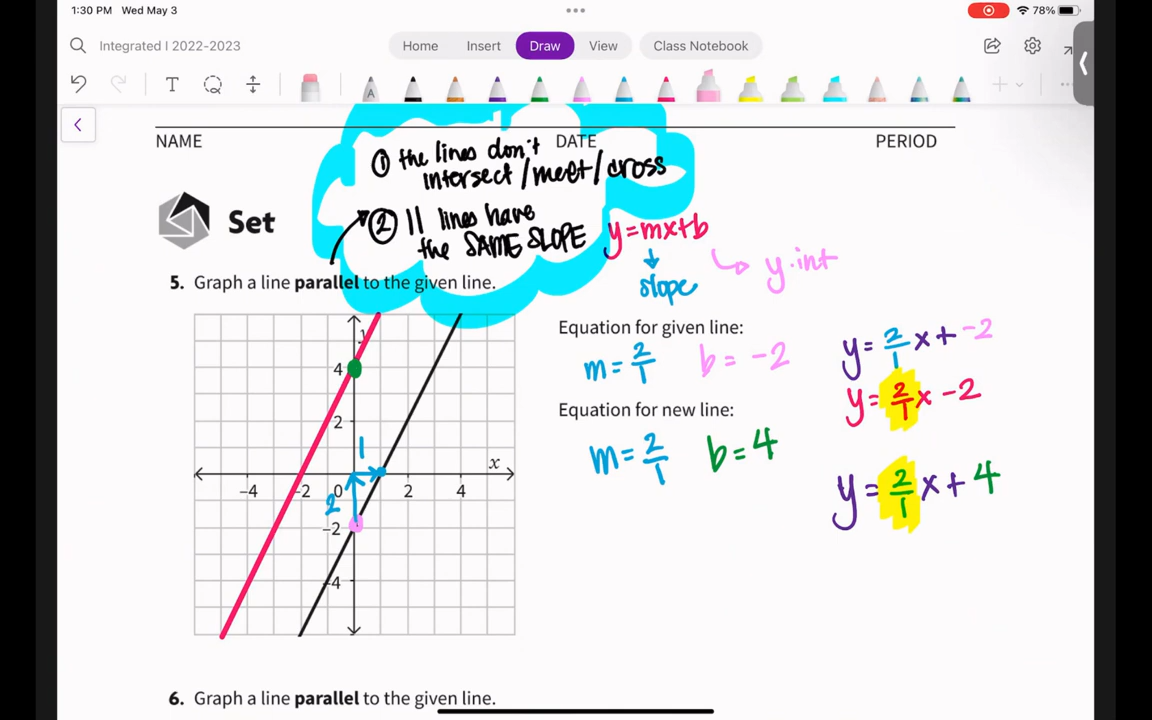 1:30 PM Wed May 3
78%
Integrated I 2022-2023
Home Insert Draw View Class Notebook
T
A
NAME DATE PERIOD
① the lines don't
intersect/meet/cross
② || lines have
the SAME SLOPE
y=mx+b
slope
y-int
Set
5. Graph a line parallel to the given line.
Equation for given line:
m = 2/1 b = -2
y = 2/1 x + -2
y = 2/1 x - 2
Equation for new line:
m = 2/1 b = 4
y = 2/1 x + 4
4
2
1
x
-4 -2 0 2 4
2
-2
-4
6. Graph a line parallel to the given line.